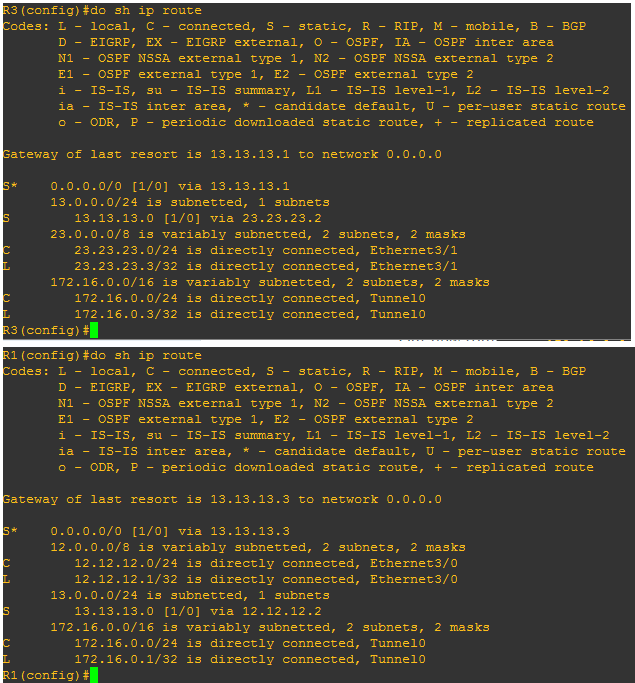 R3(config)#do sh ip route
Codes: L - local, C - connected, S - static, R - RIP, M - mobile, B - BGP
D - EIGRP, EX - EIGRP external, O - OSPF, IA - OSPF inter area
N1 - OSPF NSSA external type 1, N2 - OSPF NSSA external type 2
E1 - OSPF external type 1, E2 - OSPF external type 2
i - IS-IS, su - IS-IS summary, L1 - IS-IS level-1, L2 - IS-IS level-2
ia - IS-IS inter area, * - candidate default, U - per-user static route
o - ODR, P - periodic downloaded static route, + - replicated route
Gateway of last resort is 13.13.13.1 to network 0.0.0.0
S* 0.0.0.0/0 [1/0] via 13.13.13.1
13.0.0.0/24 is subnetted, 1 subnets
S 13.13.13.0 [1/0] via 23.23.23.2
23.0.0.0/8 is variably subnetted, 2 subnets, 2 masks
C 23.23.23.0/24 is directly connected, Ethernet3/1
L 23.23.23.3/32 is directly connected, Ethernet3/1
172.16.0.0/16 is variably subnetted, 2 subnets, 2 masks
C 172.16.0.0/24 is directly connected, Tunnel0
L 172.16.0.3/32 is directly connected, Tunnel0
R3(config)#
R1(config)#do sh ip route
Codes: L - local, C - connected, S - static, R - RIP, M - mobile, B - BGP
D - EIGRP, EX - EIGRP external, O - OSPF, IA - OSPF inter area
N1 - OSPF NSSA external type 1, N2 - OSPF NSSA external type 2
E1 - OSPF external type 1, E2 - OSPF external type 2
i - IS-IS, su - IS-IS summary, L1 - IS-IS level-1, L2 - IS-IS level-2
ia - IS-IS inter area, * - candidate default, U - per-user static route
o - ODR, P - periodic downloaded static route, + - replicated route
Gateway of last resort is 13.13.13.3 to network 0.0.0.0
S* 0.0.0.0/0 [1/0] via 13.13.13.3
12.0.0.0/8 is variably subnetted, 2 subnets, 2 masks
C 12.12.12.0/24 is directly connected, Ethernet3/0
L 12.12.12.1/32 is directly connected, Ethernet3/0
13.0.0.0/24 is subnetted, 1 subnets
S 13.13.13.0 [1/0] via 12.12.12.2
172.16.0.0/16 is variably subnetted, 2 subnets, 2 masks
C 172.16.0.0/24 is directly connected, Tunnel0
L 172.16.0.1/32 is directly connected, Tunnel0
R1(config)#